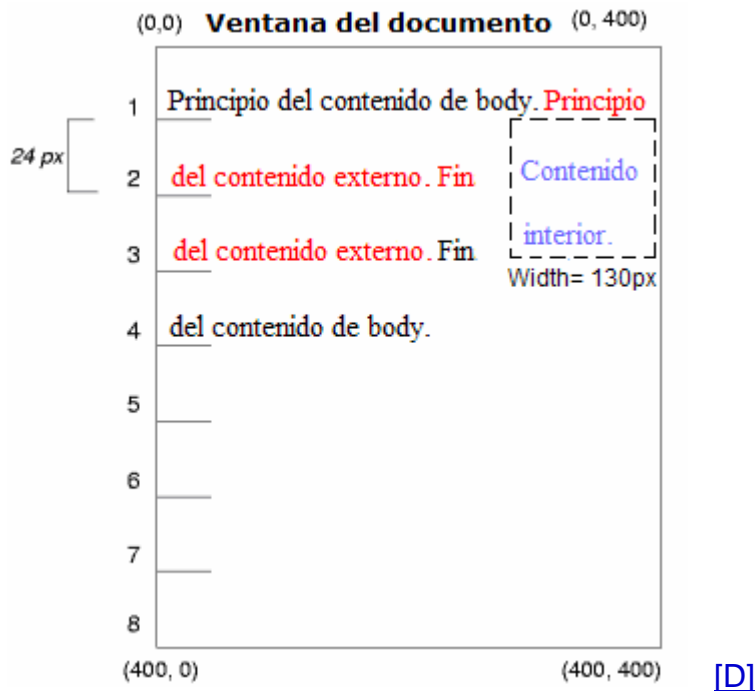 (0,0) Ventana del documento (0, 400)
1 Principio del contenido de body. Principio
24 px
2 del contenido externo. Fin Contenido
3 del contenido externo. Fin interior.
Width= 130px
4 del contenido de body.
5
6
7
8
(400, 0) (400, 400)
[D]